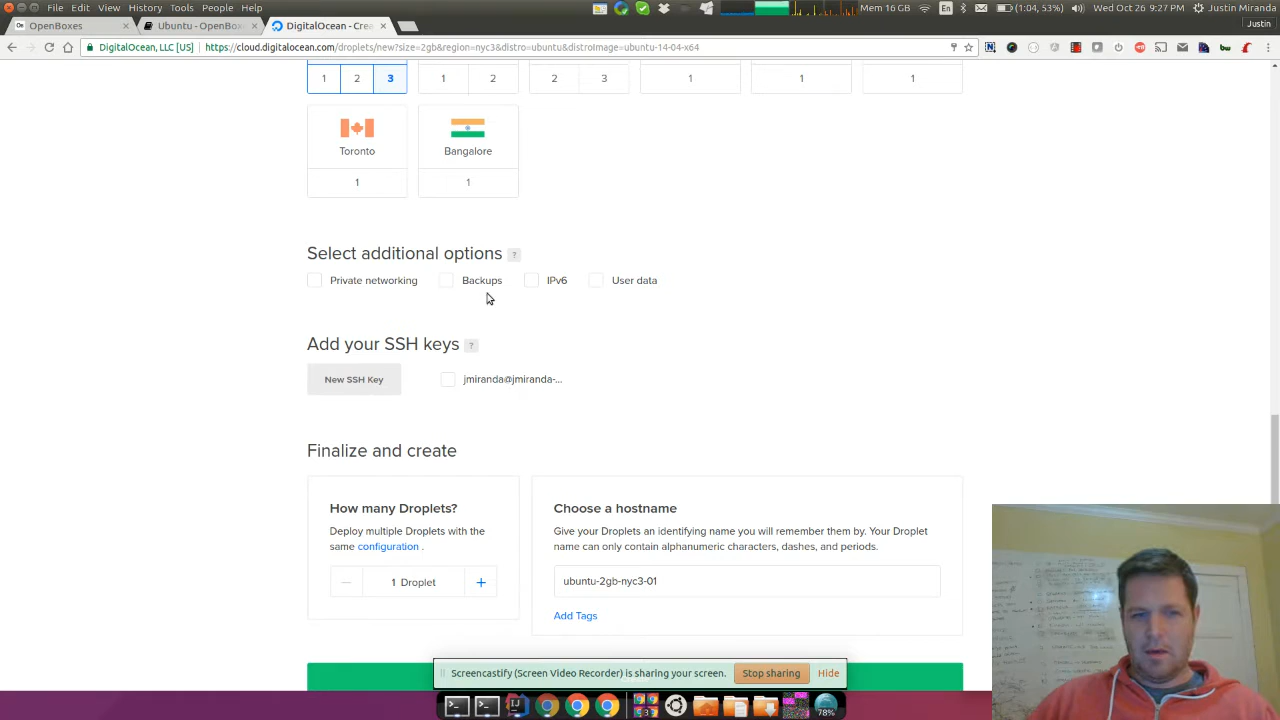 File Edit View History Tools People Help
Mem 16 GB
En
(1:04, 53%)
Wed Oct 26 9:27 PM
Justin Miranda
OpenBoxes
Ubuntu - OpenBox
DigitalOcean - Cre
Justin
DigitalOcean, LLC [US]
https://cloud.digitalocean.com/droplets/new?size=2gb&region=nyc3&distro=ubuntu&distroImage=ubuntu-14-04-x64
1 2 3 1 2 2 3 1 1 1
Toronto
Bangalore
1
1
Select additional options ?
Private networking
Backups
IPv6
User data
Add your SSH keys ?
New SSH Key
jmiranda@jmiranda-...
Finalize and create
How many Droplets?
Deploy multiple Droplets with the
same configuration .
1 Droplet +
Choose a hostname
Give your Droplets an identifying name you will remember them by. Your Droplet
name can only contain alphanumeric characters, dashes, and periods.
ubuntu-2gb-nyc3-01
Add Tags
Screencastify (Screen Video Recorder) is sharing your screen.
Stop sharing
Hide
78%